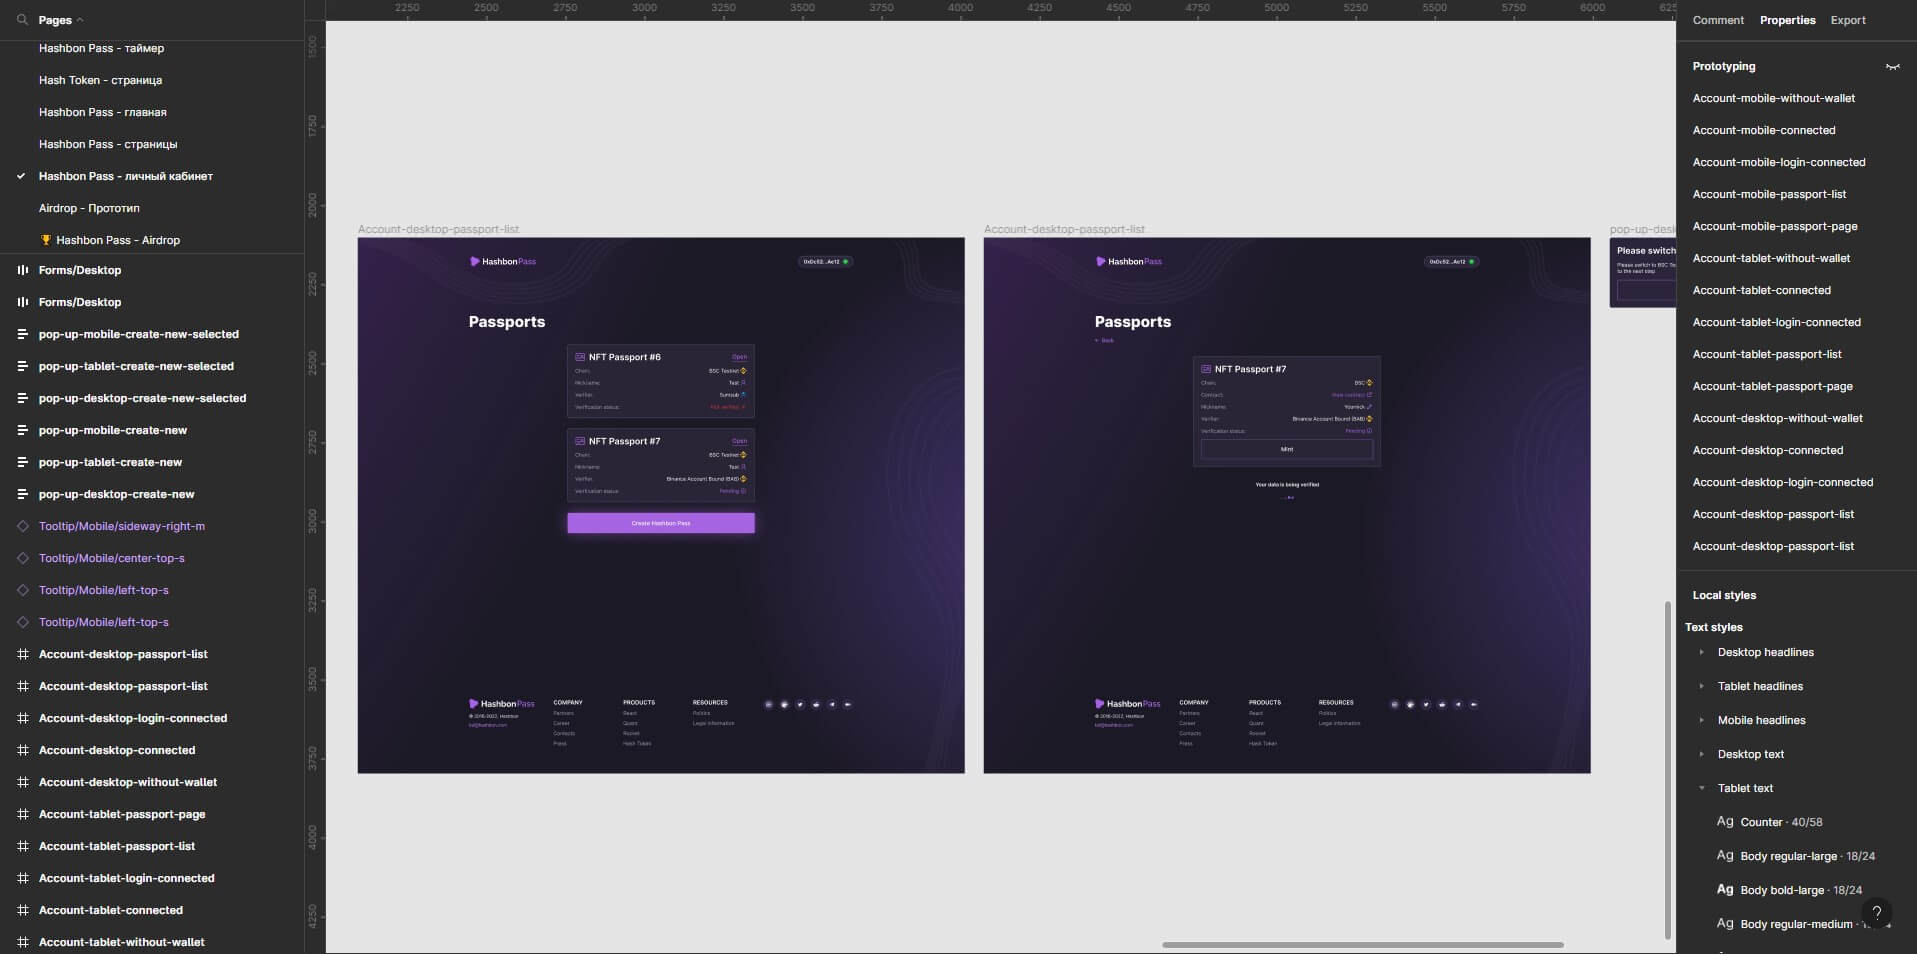 Pages
Hashbon Pass - таймер
Hash Token - страница
Hashbon Pass - главная
Hashbon Pass - страницы
Hashbon Pass - личный кабинет
Airdrop - Прототип
🏆 Hashbon Pass - Airdrop
Forms/Desktop
Forms/Desktop
pop-up-mobile-create-new-selected
pop-up-tablet-create-new-selected
pop-up-desktop-create-new-selected
pop-up-mobile-create-new
pop-up-tablet-create-new
pop-up-desktop-create-new
Tooltip/Mobile/sideway-right-m
Tooltip/Mobile/center-top-s
Tooltip/Mobile/left-top-s
Tooltip/Mobile/left-top-s
Account-desktop-passport-list
Account-desktop-passport-list
Account-desktop-login-connected
Account-desktop-connected
Account-desktop-without-wallet
Account-tablet-passport-page
Account-tablet-passport-list
Account-tablet-login-connected
Account-tablet-connected
Account-tablet-without-wallet
2250 2500 2750 3000 3250 3500 3750 4000 4250 4500 4750 5000 5250 5500 5750 6000 625
1500
1750
2000
2250
2500
2750
3000
3250
3500
3750
4000
4250
Account-desktop-passport-list
HashbonPass
0xDc52...Ac12
Passports
NFT Passport #6 Open
Chain: BSC Testnet
Nickname: Test
Verifier: Sumsub
Verification status: Not verified
NFT Passport #7 Open
Chain: BSC Testnet
Nickname: Test
Verifier: Binance Account Bound (BAB)
Verification status: Pending
Create Hashbon Pass
HashbonPass COMPANY PRODUCTS RESOURCES
© 2016-2022, Hashbon Partners React Politics
Career Quant Legal information
Contacts Rocket
Press Hash Token
Account-desktop-passport-list
HashbonPass
0xDc52...Ac12
Passports
Back
NFT Passport #7
Chain: BSC
Contract: View contract
Nickname: Yournick
Verifier: Binance Account Bound (BAB)
Verification status: Pending
Mint
Your data is being verified
HashbonPass COMPANY PRODUCTS RESOURCES
© 2016-2022, Hashbon Partners React Politics
Career Quant Legal information
Contacts Rocket
Press Hash Token
pop-up-desk
Please switch
Please switch to BSC Te
to the next step
Comment Properties Export
Prototyping
Account-mobile-without-wallet
Account-mobile-connected
Account-mobile-login-connected
Account-mobile-passport-list
Account-mobile-passport-page
Account-tablet-without-wallet
Account-tablet-connected
Account-tablet-login-connected
Account-tablet-passport-list
Account-tablet-passport-page
Account-desktop-without-wallet
Account-desktop-connected
Account-desktop-login-connected
Account-desktop-passport-list
Account-desktop-passport-list
Local styles
Text styles
Desktop headlines
Tablet headlines
Mobile headlines
Desktop text
Tablet text
Ag Counter · 40/58
Ag Body regular-large · 18/24
Ag Body bold-large · 18/24
Ag Body regular-medium ·
?